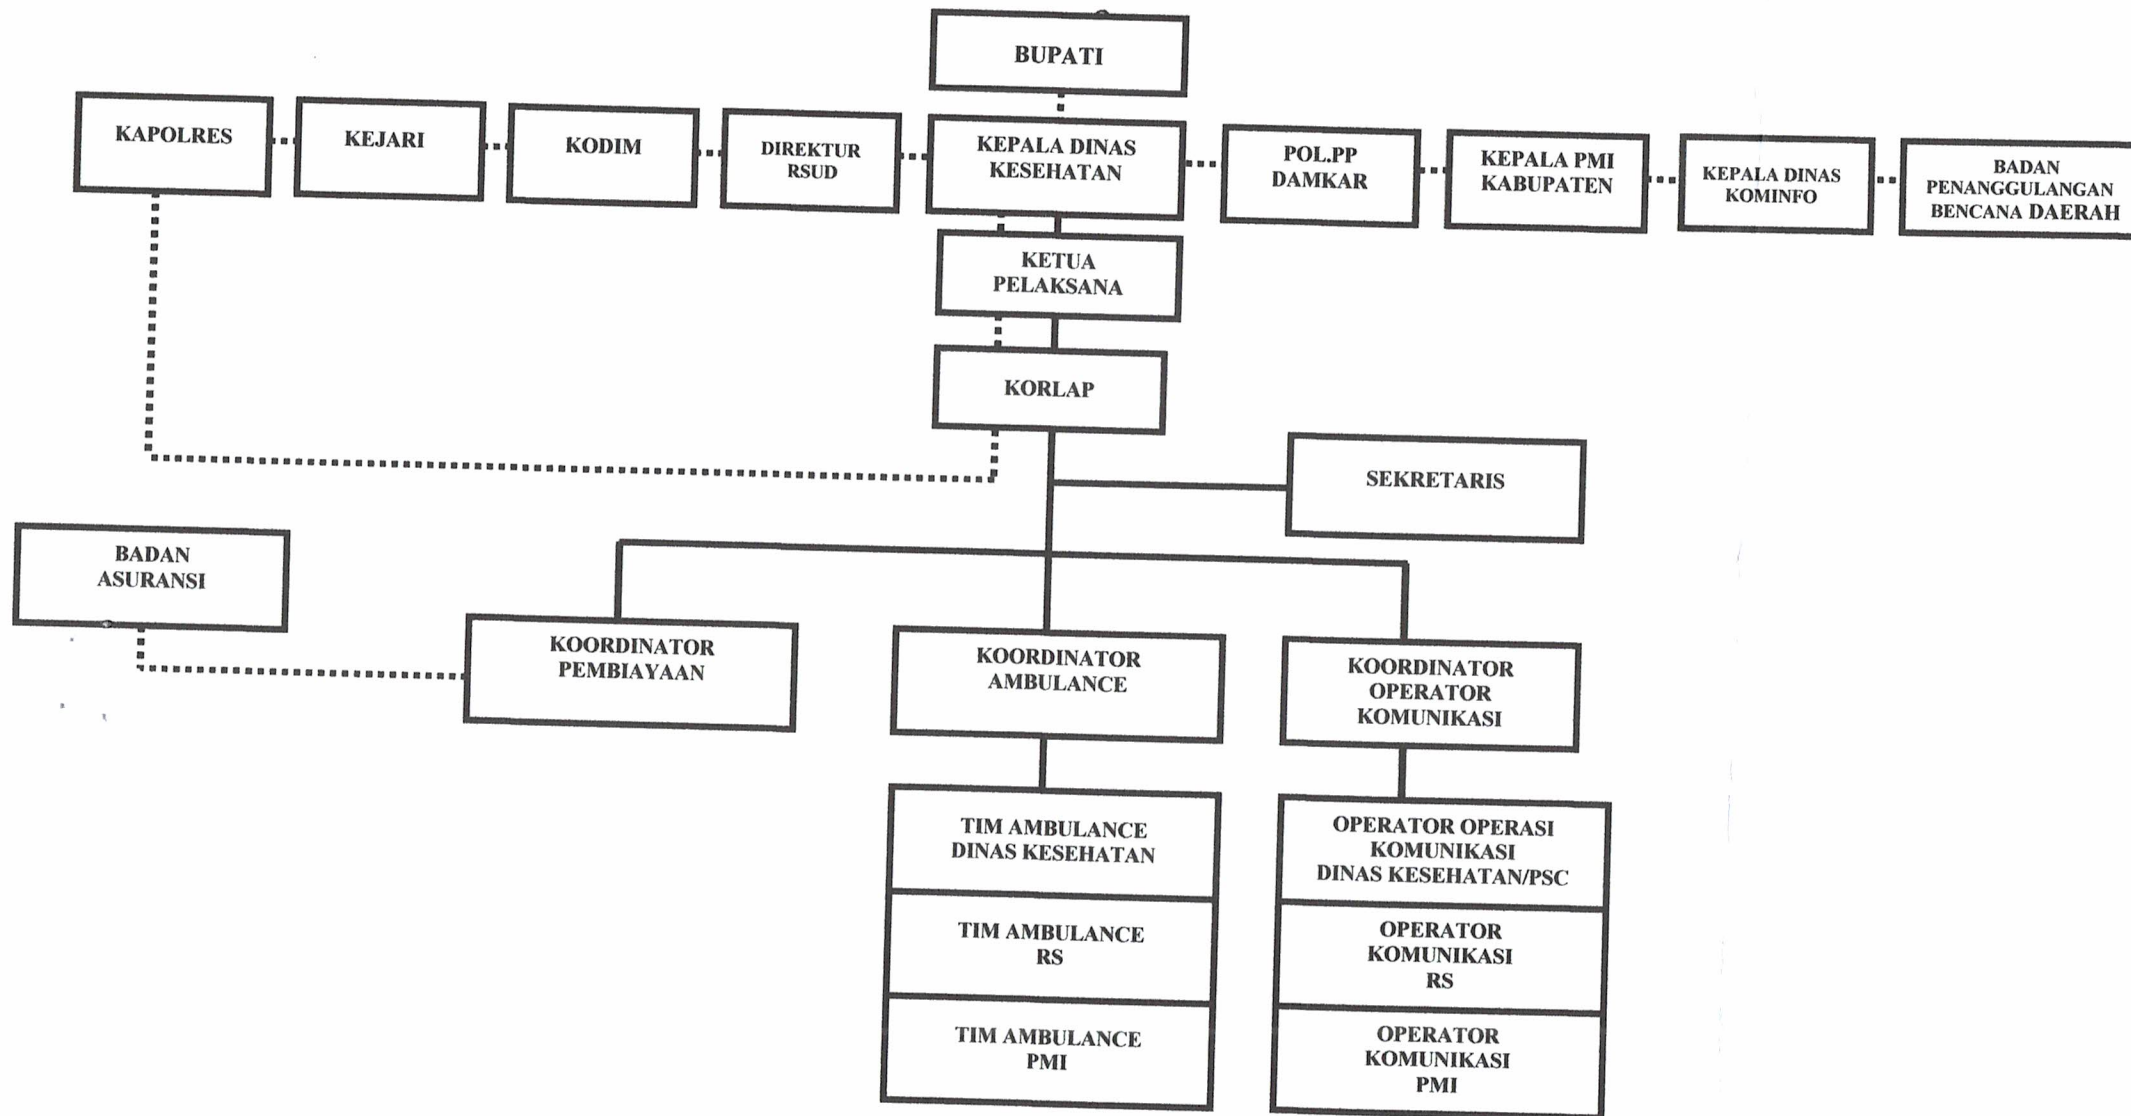 BUPATI
KAPOLRES
KEJARI
KODIM
DIREKTUR
RSUD
KEPALA DINAS
KESEHATAN
POL.PP
DAMKAR
KEPALA PMI
KABUPATEN
KEPALA DINAS
KOMINFO
BADAN
PENANGGULANGAN
BENCANA DAERAH
KETUA
PELAKSANA
KORLAP
SEKRETARIS
BADAN
ASURANSI
KOORDINATOR
PEMBIAYAAN
KOORDINATOR
AMBULANCE
KOORDINATOR
OPERATOR
KOMUNIKASI
TIM AMBULANCE
DINAS KESEHATAN
TIM AMBULANCE
RS
TIM AMBULANCE
PMI
OPERATOR OPERASI
KOMUNIKASI
DINAS KESEHATAN/PSC
OPERATOR
KOMUNIKASI
RS
OPERATOR
KOMUNIKASI
PMI